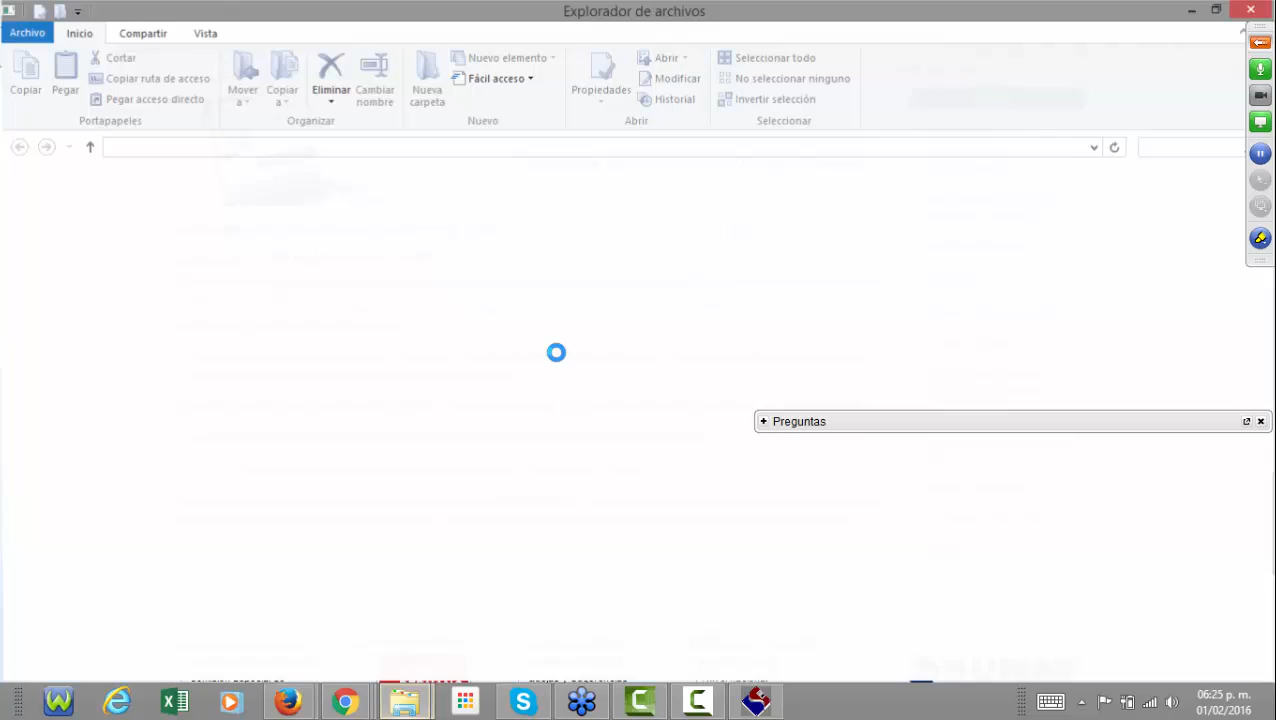 Explorador de archivos
Archivo Inicio Compartir Vista
Copiar
Pegar
Cortar
Copiar ruta de acceso
Pegar acceso directo
Portapapeles
Mover a
Copiar a
Eliminar
Cambiar nombre
Organizar
Nueva carpeta
Nuevo elemento
Fácil acceso
Nuevo
Propiedades
Abrir
Modificar
Historial
Abrir
Seleccionar todo
No seleccionar ninguno
Invertir selección
Seleccionar
Preguntas
06:25 p. m.
01/02/2016